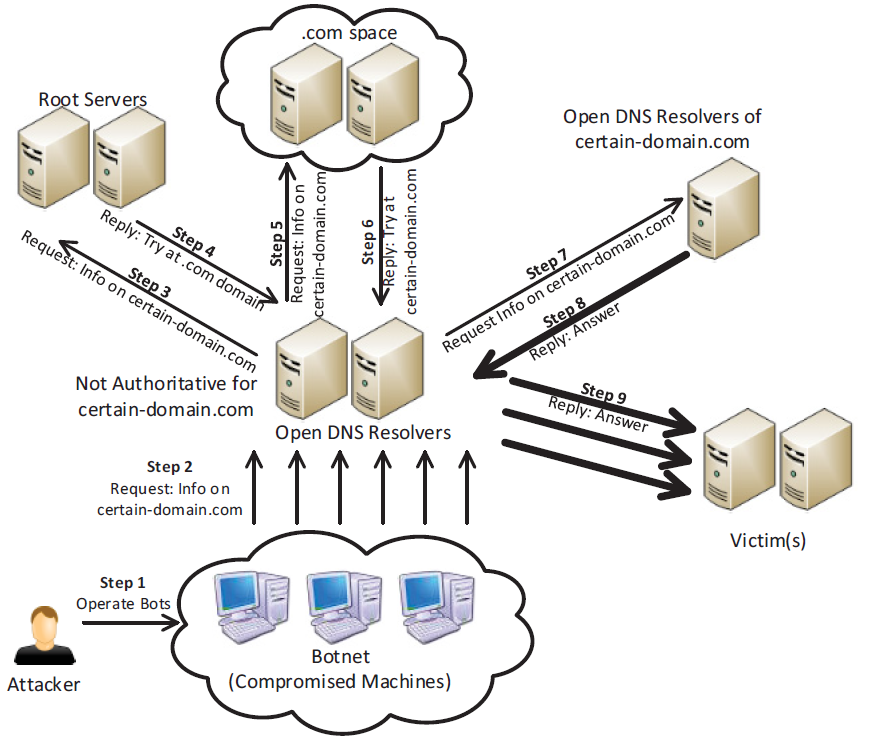 .com space
Root Servers
Open DNS Resolvers of
certain-domain.com
Step 4
Reply: Try at .com domain
Step 3
Request: Info on certain-domain.com
Step 5
Request: Info on
certain-domain.com
Step 6
Reply: Try at
certain-domain.com
Step 7
Request Info on certain-domain.com
Step 8
Reply: Answer
Not Authoritative for
certain-domain.com
Open DNS Resolvers
Step 9
Reply: Answer
Victim(s)
Step 2
Request: Info on
certain-domain.com
Step 1
Operate Bots
Attacker
Botnet
(Compromised Machines)